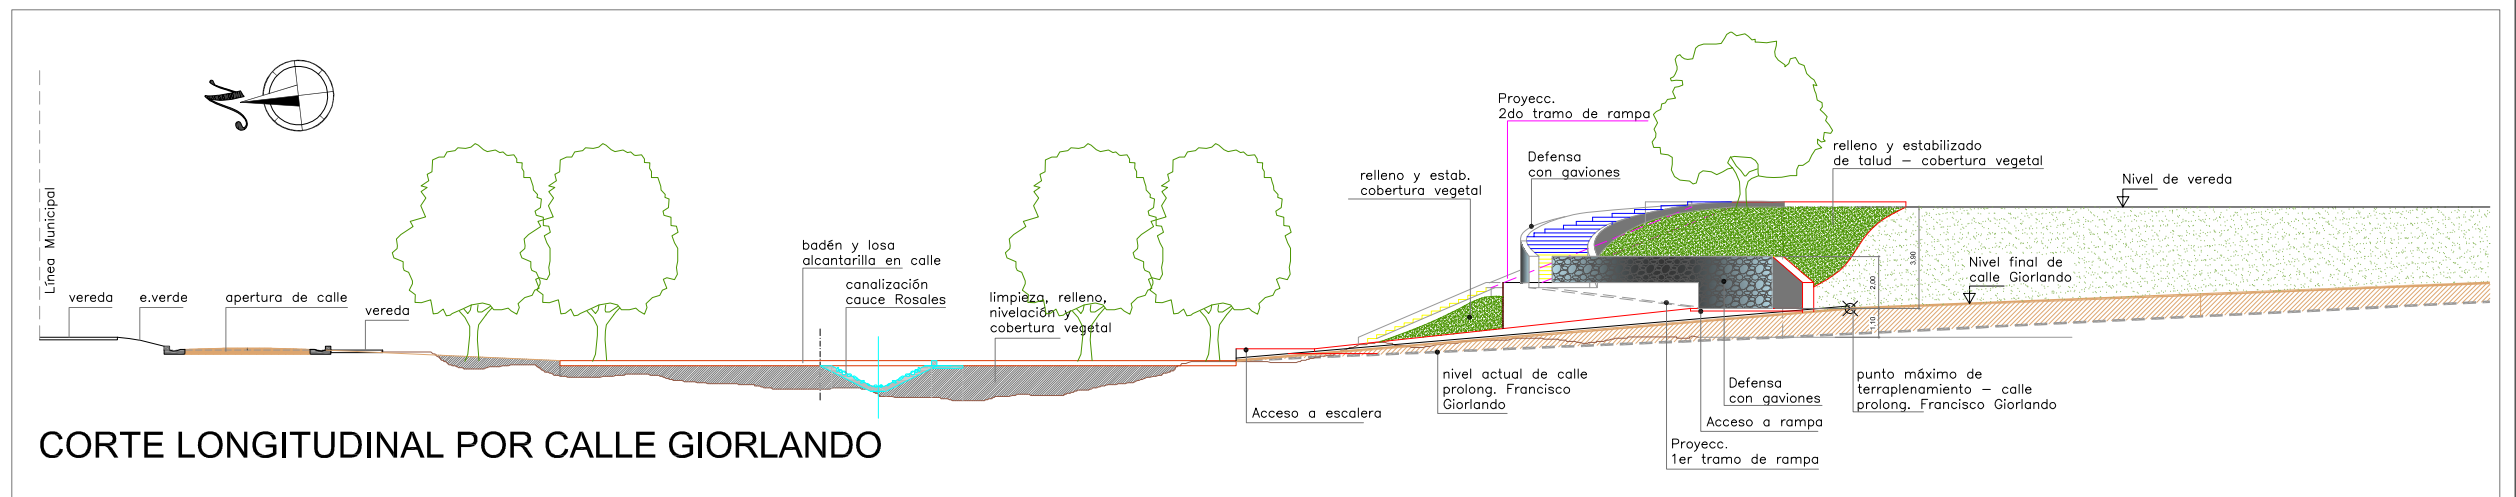 Línea Municipal
vereda
e.verde
apertura de calle
vereda
badén y losa
alcantarilla en calle
canalización
cauce Rosales
limpieza, relleno,
nivelación y
cobertura vegetal
relleno y estab.
cobertura vegetal
Proyecc.
2do tramo de rampa
Defensa
con gaviones
relleno y estabilizado
de talud – cobertura vegetal
Nivel de vereda
Nivel final de
calle Giorlando
3,90
2,00
1,10
Acceso a escalera
nivel actual de calle
prolong. Francisco
Giorlando
Defensa
con gaviones
Acceso a rampa
Proyecc.
1er tramo de rampa
punto máximo de
terraplenamiento – calle
prolong. Francisco Giorlando
CORTE LONGITUDINAL POR CALLE GIORLANDO